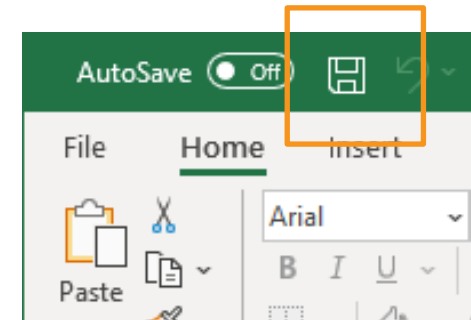 AutoSave Off
File Home Insert
Arial
B I U
Paste